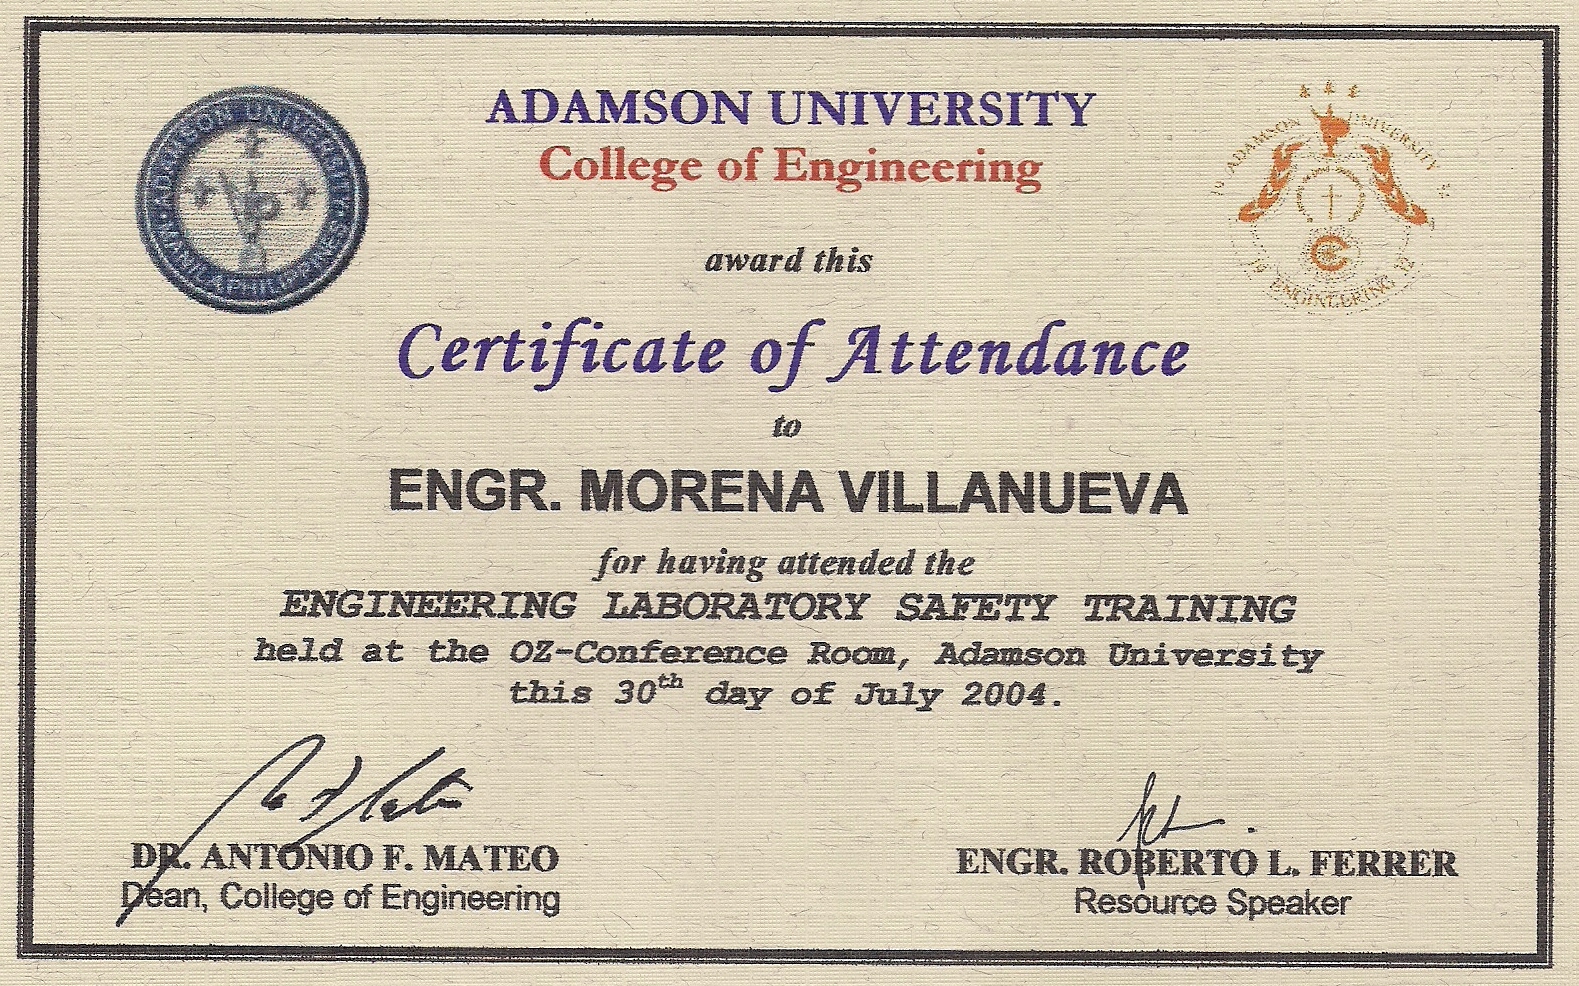 ADAMSON UNIVERSITY
College of Engineering
ADAMSON UNIVERSITY
MANILA PHILIPPINES
ADAMSON UNIVERSITY
ENGINEERING
award this
Certificate of Attendance
to
ENGR. MORENA VILLANUEVA
for having attended the
ENGINEERING LABORATORY SAFETY TRAINING
held at the OZ-Conference Room, Adamson University
this 30th day of July 2004.
DR. ANTONIO F. MATEO
Dean, College of Engineering
ENGR. ROBERTO L. FERRER
Resource Speaker